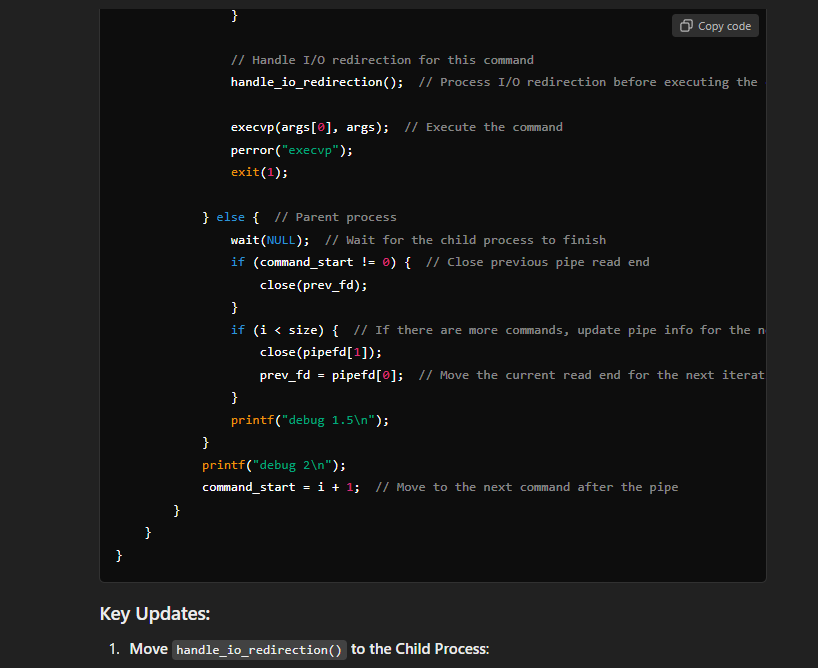 }
Copy code
// Handle I/O redirection for this command
handle_io_redirection();  // Process I/O redirection before executing the
execvp(args[0], args);  // Execute the command
perror("execvp");
exit(1);
} else {  // Parent process
wait(NULL);  // Wait for the child process to finish
if (command_start != 0) {  // Close previous pipe read end
close(prev_fd);
}
if (i < size) {  // If there are more commands, update pipe info for the
close(pipefd[1]);
prev_fd = pipefd[0];  // Move the current read end for the next
}
printf("debug 1.5\n");
}
printf("debug 2\n");
command_start = i + 1;  // Move to the next command after the pipe
}
}
}
Key Updates:
1. Move handle_io_redirection() to the Child Process: